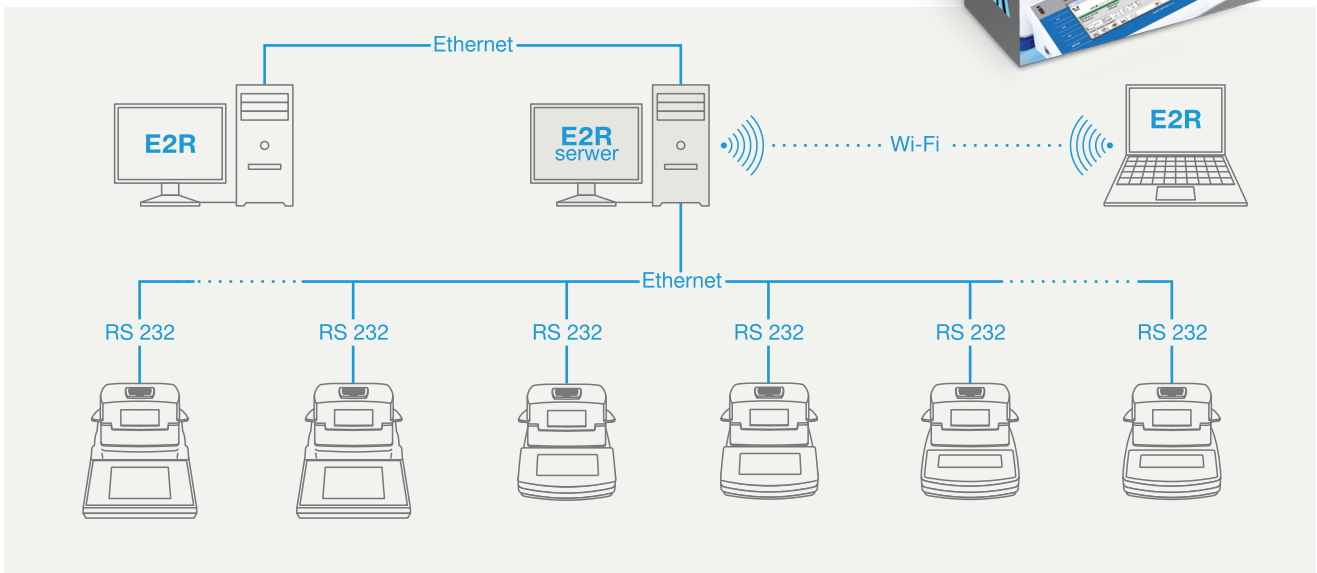 Ethernet
E2R
E2R
serwer
Wi-Fi
E2R
Ethernet
RS 232
RS 232
RS 232
RS 232
RS 232
RS 232